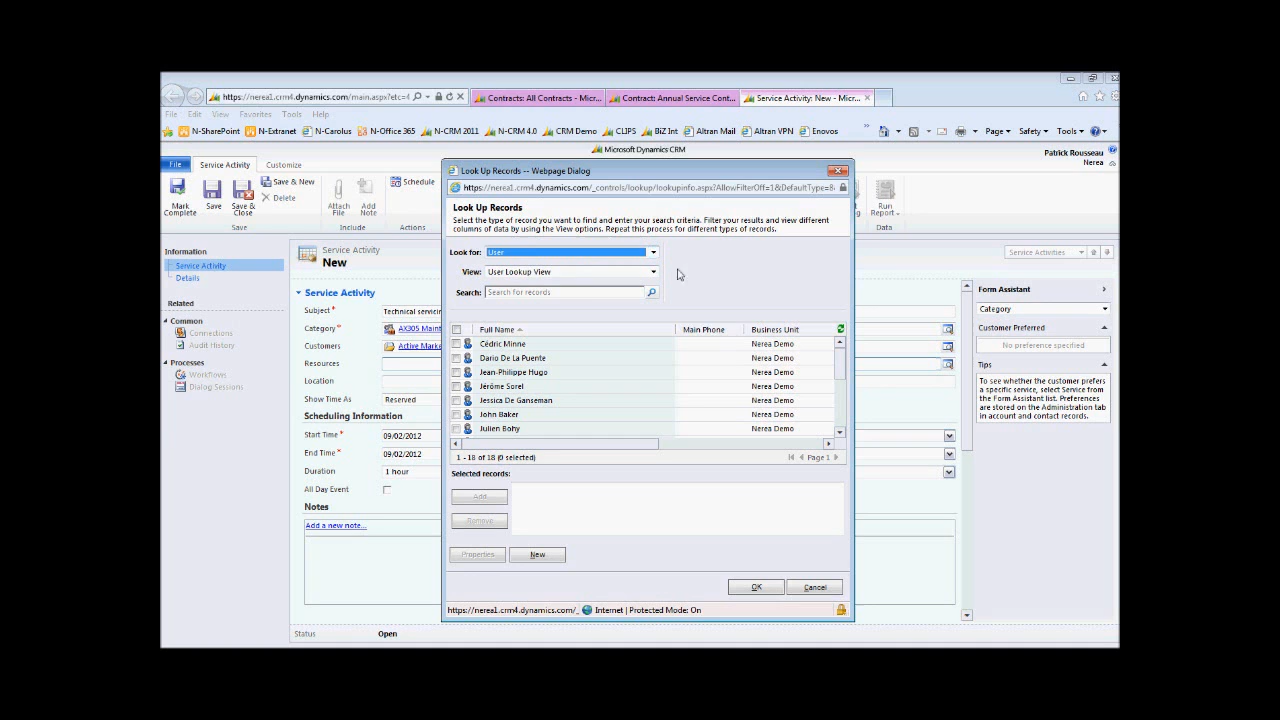 https://nerea1.crm4.dynamics.com/main.aspx?etc=4
Contracts: All Contracts - Micr...
Contract: Annual Service Cont...
Service Activity: New - Micr...
File Edit View Favorites Tools Help
N-SharePoint N-Extranet N-Carolus N-Office 365 N-CRM 2011 N-CRM 4.0 CRM Demo CLIPS BiZ Int Altran Mail Altran VPN Enovos » Page Safety Tools
Microsoft Dynamics CRM
File Service Activity Customize
Patrick Rousseau
Nerea
Mark Complete
Save
Save & Close
Save & New
Delete
Save
Attach File
Add Note
Include
Schedule
Actions
Run Report
Data
Information
Service Activity
Details
Related
Common
Connections
Audit History
Processes
Workflows
Dialog Sessions
Service Activity
New
Service Activities
Service Activity
Subject * Technical servicin
Category * AX305 Maint
Customers Active Marke
Resources
Location
Show Time As Reserved
Scheduling Information
Start Time * 09/02/2012
End Time * 09/02/2012
Duration 1 hour
All Day Event
Notes
Add a new note...
Status Open
Look Up Records -- Webpage Dialog
https://nerea1.crm4.dynamics.com/_controls/lookup/lookupinfo.aspx?AllowFilterOff=1&DefaultType=8
Look Up Records
Select the type of record you want to find and enter your search criteria. Filter your results and view different
columns of data by using the View options. Repeat this process for different types of records.
Look for: User
View: User Lookup View
Search: Search for records
Full Name Main Phone Business Unit
Cédric Minne Nerea Demo
Dario De La Puente Nerea Demo
Jean-Philippe Hugo Nerea Demo
Jérôme Sorel Nerea Demo
Jessica De Ganseman Nerea Demo
John Baker Nerea Demo
Julien Bohy Nerea Demo
1 - 18 of 18 (0 selected) Page 1
Selected records:
Add
Remove
Properties New
OK Cancel
https://nerea1.crm4.dynamics.com/_ Internet | Protected Mode: On
Form Assistant
Category
Customer Preferred
No preference specified
Tips
To see whether the customer prefers
a specific service, select Service from
the Form Assistant list. Preferences
are stored on the Administration tab
in account and contact records.